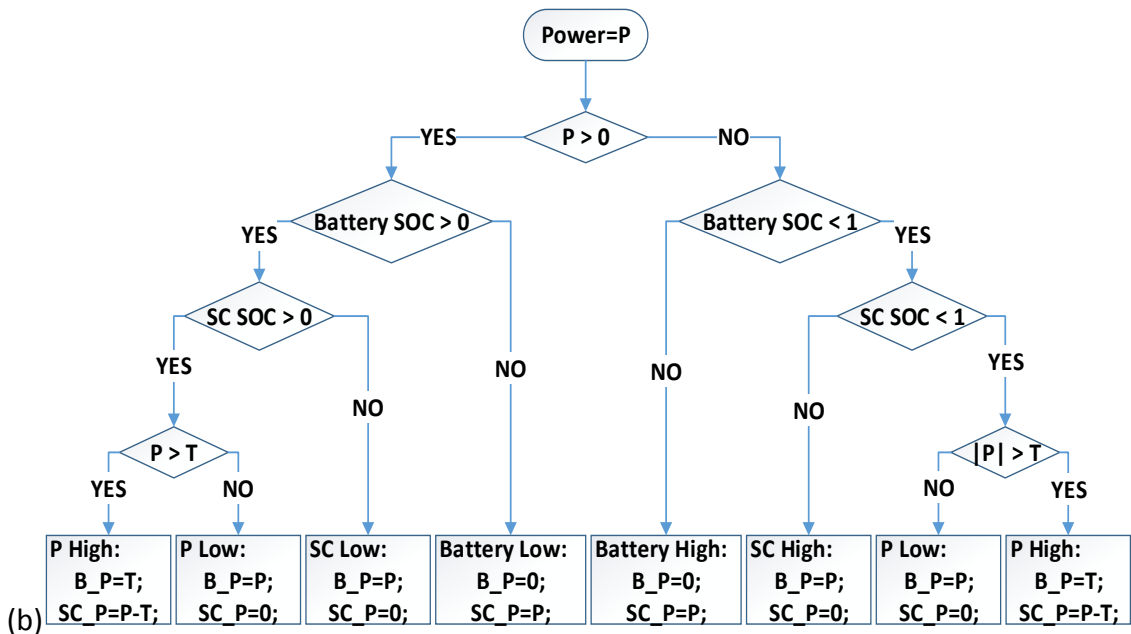 Power=P
P > 0
YES
NO
Battery SOC > 0
Battery SOC < 1
YES
YES
SC SOC > 0
SC SOC < 1
YES
NO
NO
NO
NO
YES
P > T
|P| > T
YES
NO
NO
YES
P High:
B_P=T;
SC_P=P-T;
P Low:
B_P=P;
SC_P=0;
SC Low:
B_P=P;
SC_P=0;
Battery Low:
B_P=0;
SC_P=P;
Battery High:
B_P=0;
SC_P=P;
SC High:
B_P=P;
SC_P=0;
P Low:
B_P=P;
SC_P=0;
P High:
B_P=T;
SC_P=P-T;
(b)